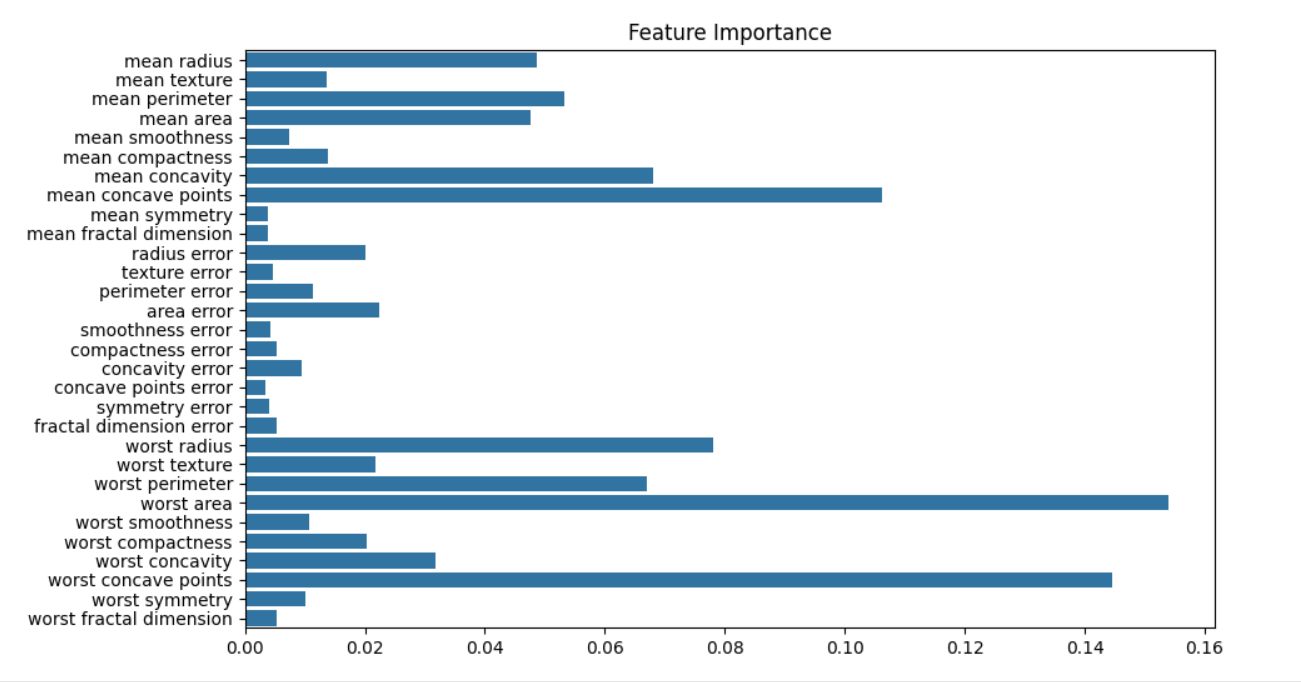 Feature Importance
mean radius
mean texture
mean perimeter
mean area
mean smoothness
mean compactness
mean concavity
mean concave points
mean symmetry
mean fractal dimension
radius error
texture error
perimeter error
area error
smoothness error
compactness error
concavity error
concave points error
symmetry error
fractal dimension error
worst radius
worst texture
worst perimeter
worst area
worst smoothness
worst compactness
worst concavity
worst concave points
worst symmetry
worst fractal dimension
0.00 0.02 0.04 0.06 0.08 0.10 0.12 0.14 0.16